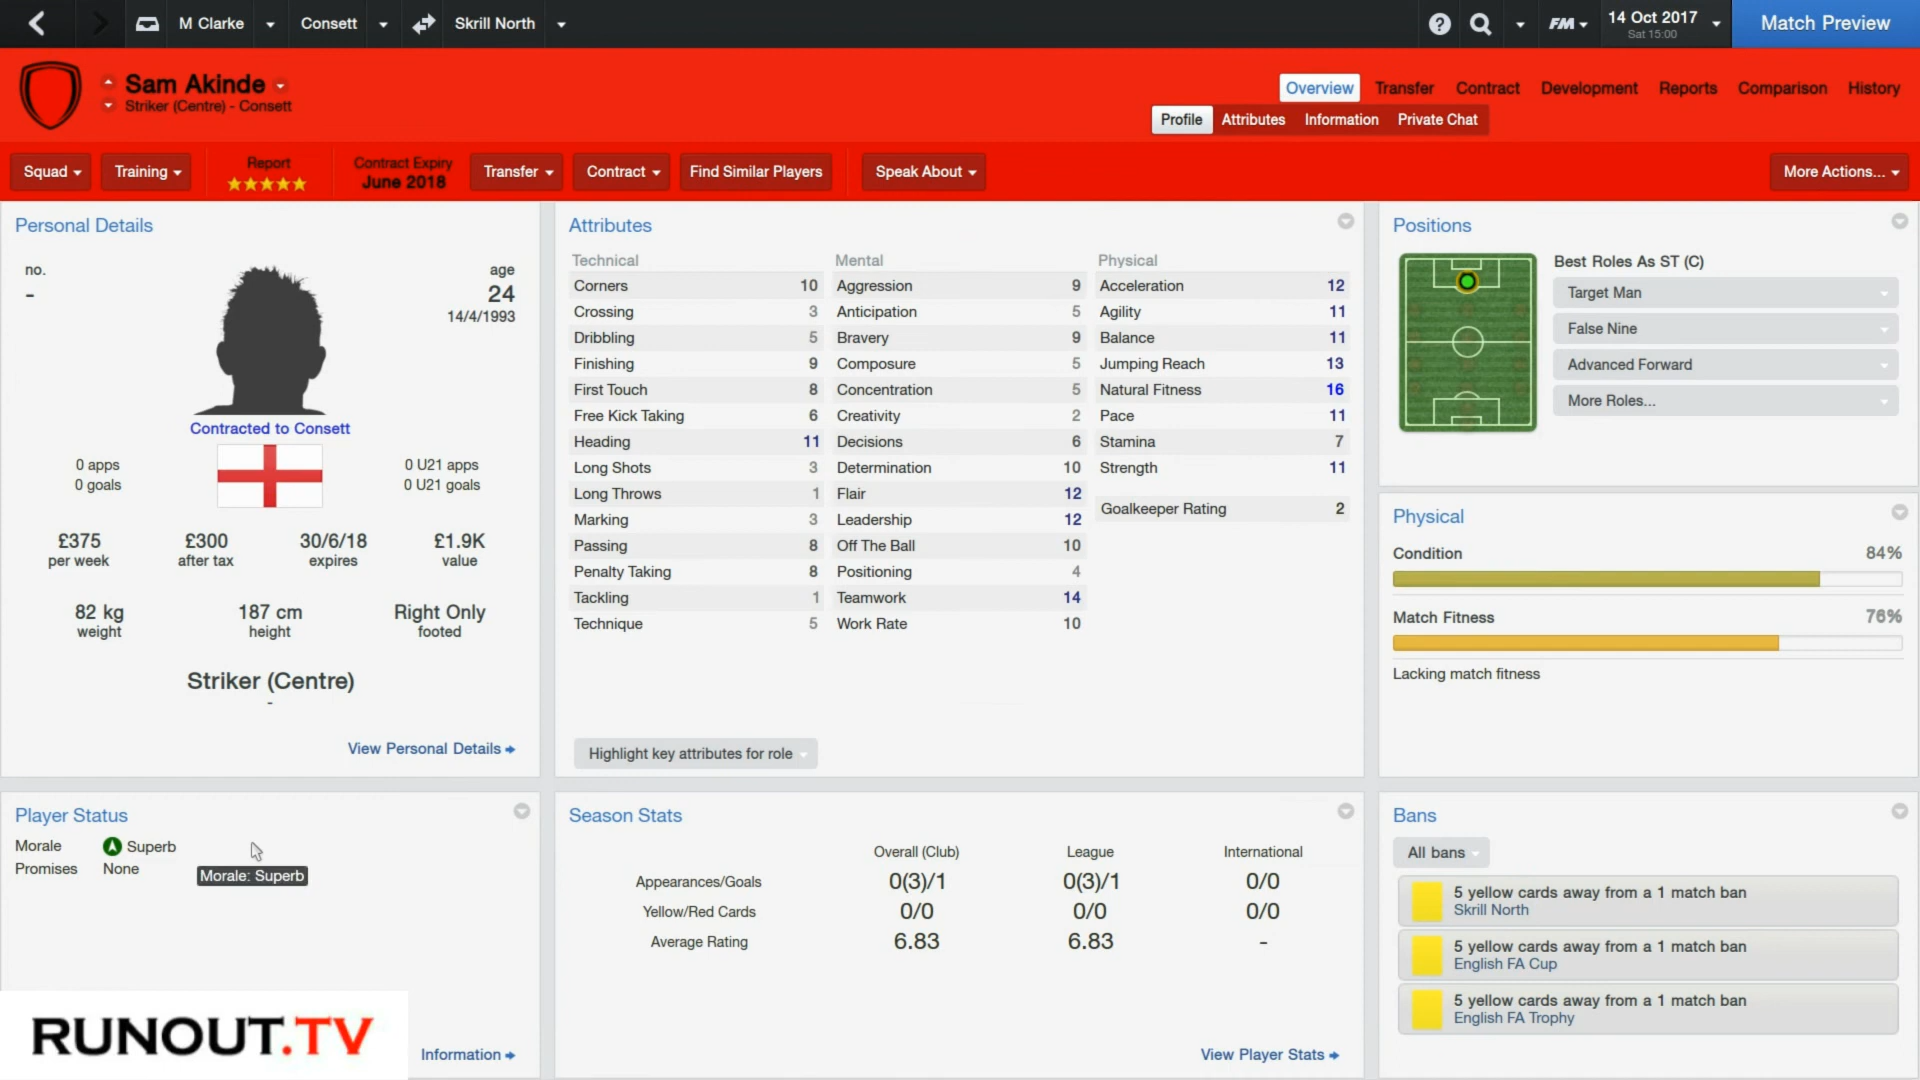 M Clarke Consett Skrill North ? FM 14 Oct 2017 Match Preview
Sat 15:00
Sam Akinde
Striker (Centre) - Consett
Overview Transfer Contract Development Reports Comparison History
Profile Attributes Information Private Chat
Squad Training Report Contract Expiry June 2018 Transfer Contract Find Similar Players Speak About More Actions...
Personal Details
no. age
- 24
14/4/1993
Contracted to Consett
0 apps 0 U21 apps
0 goals 0 U21 goals
£375 £300 30/6/18 £1.9K
per week after tax expires value
82 kg 187 cm Right Only
weight height footed
Striker (Centre)
-
View Personal Details
Attributes
Technical Mental Physical
Corners 10 Aggression 9 Acceleration 12
Crossing 3 Anticipation 5 Agility 11
Dribbling 5 Bravery 9 Balance 11
Finishing 9 Composure 5 Jumping Reach 13
First Touch 8 Concentration 5 Natural Fitness 16
Free Kick Taking 6 Creativity 2 Pace 11
Heading 11 Decisions 6 Stamina 7
Long Shots 3 Determination 10 Strength 11
Long Throws 1 Flair 12
Marking 3 Leadership 12 Goalkeeper Rating 2
Passing 8 Off The Ball 10
Penalty Taking 8 Positioning 4
Tackling 1 Teamwork 14
Technique 5 Work Rate 10
Highlight key attributes for role
Positions
Best Roles As ST (C)
Target Man
False Nine
Advanced Forward
More Roles...
Physical
Condition 84%
Match Fitness 76%
Lacking match fitness
Player Status
Morale Superb
Promises None
Morale: Superb
RUNOUT.TV
Information
Season Stats
Overall (Club) League International
Appearances/Goals 0(3)/1 0(3)/1 0/0
Yellow/Red Cards 0/0 0/0 0/0
Average Rating 6.83 6.83 -
View Player Stats
Bans
All bans
5 yellow cards away from a 1 match ban
Skrill North
5 yellow cards away from a 1 match ban
English FA Cup
5 yellow cards away from a 1 match ban
English FA Trophy